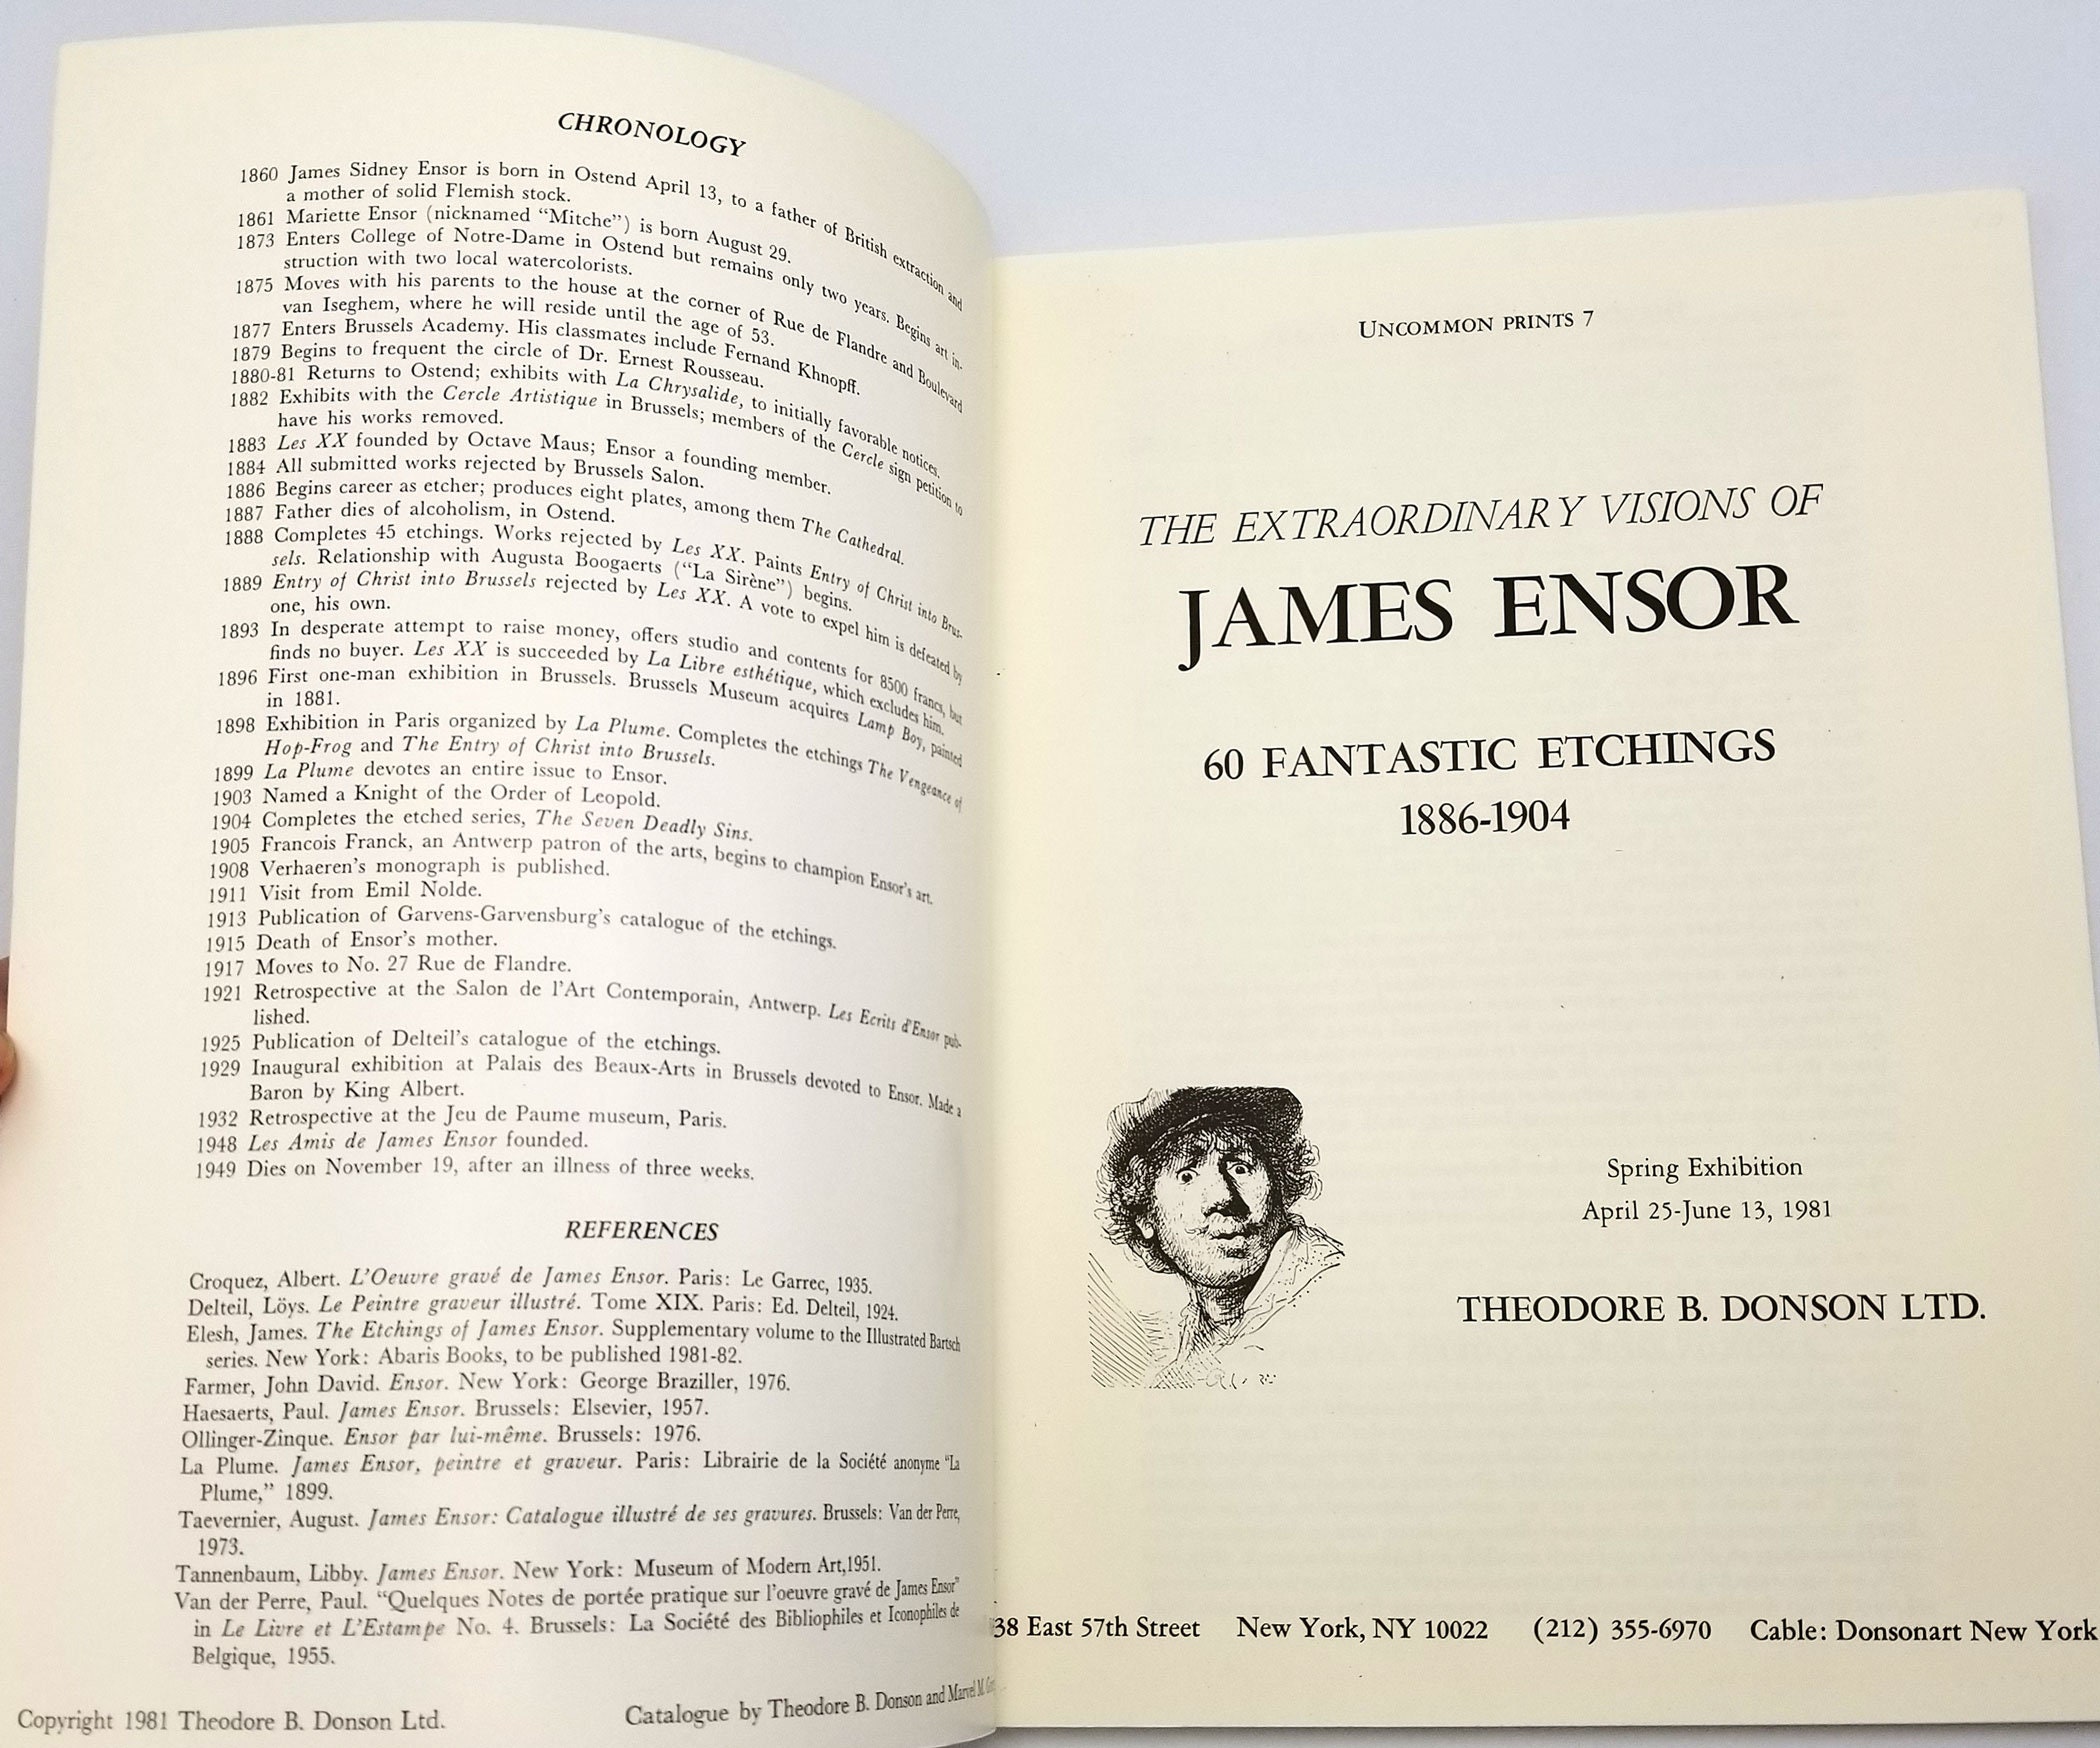 CHRONOLOGY
1860 James Sidney Ensor is born in Ostend April 13, to a father of British extraction and
a mother of solid Flemish stock.
1861 Mariette Ensor (nicknamed “Mitche”) is born August 29.
1873 Enters College of Notre-Dame in Ostend but remains only two years. Begins art in-
struction with two local watercolorists.
1875 Moves with his parents to the house at the corner of Rue de Flandre and Boulevard
van Iseghem, where he will reside until the age of 53.
1877 Enters Brussels Academy. His classmates include Fernand Khnopff.
1879 Begins to frequent the circle of Dr. Ernest Rousseau.
1880-81 Returns to Ostend; exhibits with La Chrysalide, to initially favorable notices.
1882 Exhibits with the Cercle Artistique in Brussels; members of the Cercle sign petition to
have his works removed.
1883 Les XX founded by Octave Maus; Ensor a founding member.
1884 All submitted works rejected by Brussels Salon.
1886 Begins career as etcher; produces eight plates, among them The Cathedral.
1887 Father dies of alcoholism, in Ostend.
1888 Completes 45 etchings. Works rejected by Les XX. Paints Entry of Christ into Brus-
sels. Relationship with Augusta Boogaerts (“La Sirène”) begins.
1889 Entry of Christ into Brussels rejected by Les XX. A vote to expel him is defeated by
one, his own.
1893 In desperate attempt to raise money, offers studio and contents for 8500 francs, but
finds no buyer. Les XX is succeeded by La Libre esthétique, which excludes him.
1896 First one-man exhibition in Brussels. Brussels Museum acquires Lamp Boy, painted
in 1881.
1898 Exhibition in Paris organized by La Plume. Completes the etchings The Vengeance of
Hop-Frog and The Entry of Christ into Brussels.
1899 La Plume devotes an entire issue to Ensor.
1903 Named a Knight of the Order of Leopold.
1904 Completes the etched series, The Seven Deadly Sins.
1905 Francois Franck, an Antwerp patron of the arts, begins to champion Ensor’s art.
1908 Verhaeren’s monograph is published.
1911 Visit from Emil Nolde.
1913 Publication of Garvens-Garvensburg’s catalogue of the etchings.
1915 Death of Ensor’s mother.
1917 Moves to No. 27 Rue de Flandre.
1921 Retrospective at the Salon de l’Art Contemporain, Antwerp. Les Ecrits d’Ensor pub-
lished.
1925 Publication of Delteil’s catalogue of the etchings.
1929 Inaugural exhibition at Palais des Beaux-Arts in Brussels devoted to Ensor. Made a
Baron by King Albert.
1932 Retrospective at the Jeu de Paume museum, Paris.
1948 Les Amis de James Ensor founded.
1949 Dies on November 19, after an illness of three weeks.
REFERENCES
Croquez, Albert. L’Oeuvre gravé de James Ensor. Paris: Le Garrec, 1935.
Delteil, Löys. Le Peintre graveur illustré. Tome XIX. Paris: Ed. Delteil, 1924.
Elesh, James. The Etchings of James Ensor. Supplementary volume to the Illustrated Bartsch
series. New York: Abaris Books, to be published 1981-82.
Farmer, John David. Ensor. New York: George Braziller, 1976.
Haesaerts, Paul. James Ensor. Brussels: Elsevier, 1957.
Ollinger-Zinque. Ensor par lui-même. Brussels: 1976.
La Plume. James Ensor, peintre et graveur. Paris: Librairie de la Société anonyme “La
Plume,” 1899.
Taevernier, August. James Ensor: Catalogue illustré de ses gravures. Brussels: Van der Perre,
1973.
Tannenbaum, Libby. James Ensor. New York: Museum of Modern Art,1951.
Van der Perre, Paul. “Quelques Notes de portée pratique sur l’oeuvre gravé de James Ensor”
in Le Livre et L’Estampe No. 4. Brussels: La Société des Bibliophiles et Iconophiles de
Belgique, 1955.
Copyright 1981 Theodore B. Donson Ltd.
Catalogue by Theodore B. Donson and Marvel M.
UNCOMMON PRINTS 7
THE EXTRAORDINARY VISIONS OF
JAMES ENSOR
60 FANTASTIC ETCHINGS
1886-1904
Spring Exhibition
April 25-June 13, 1981
THEODORE B. DONSON LTD.
38 East 57th Street New York, NY 10022 (212) 355-6970 Cable: Donsonart New York